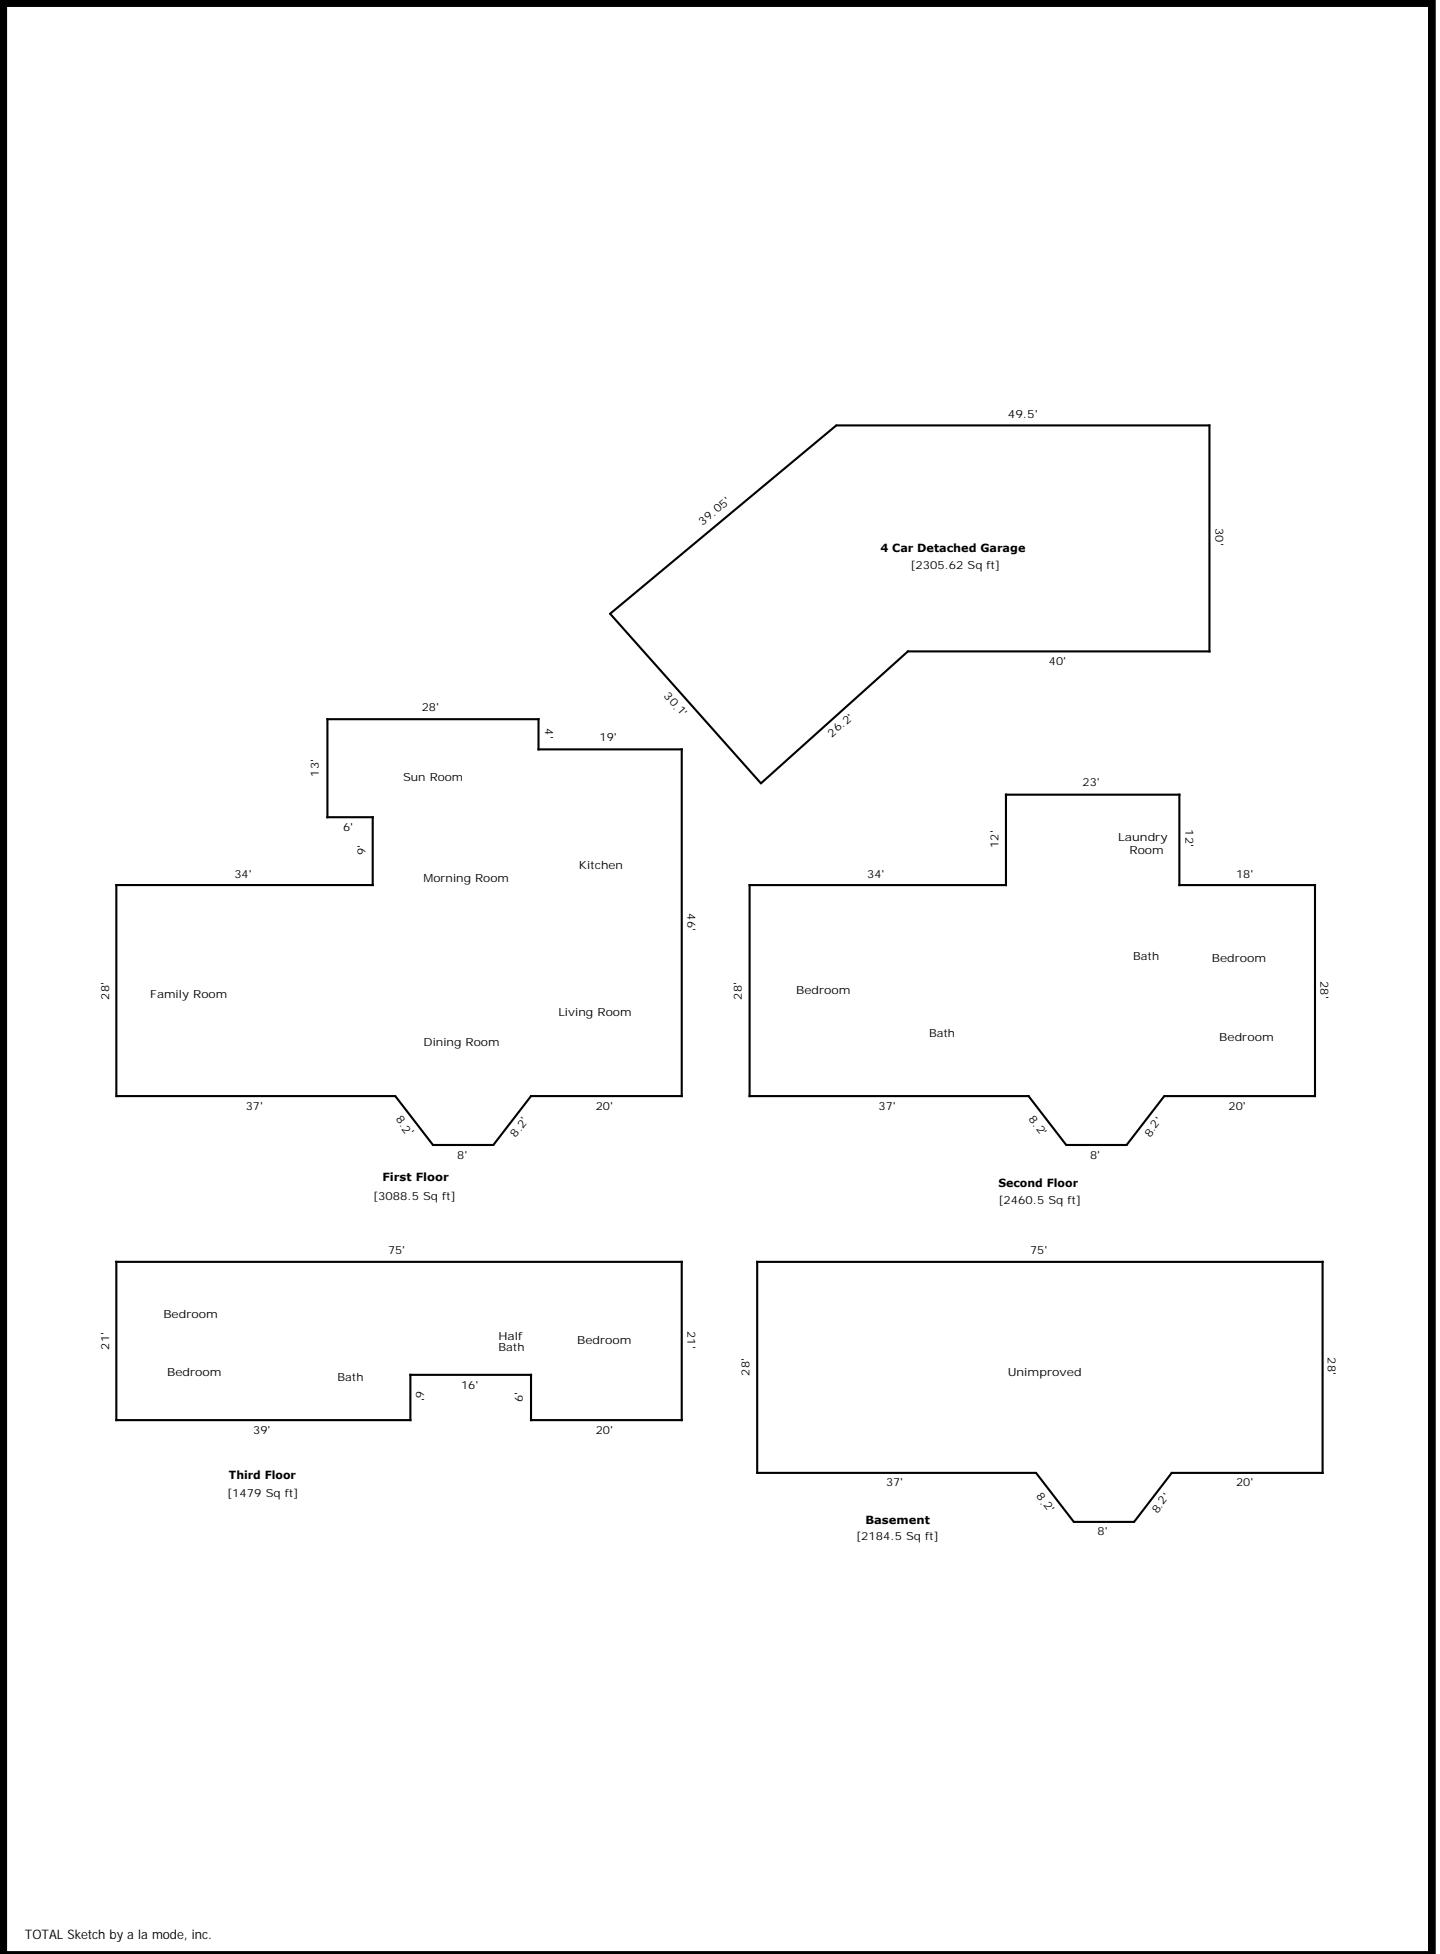 49.5'
39.05'
30'
4 Car Detached Garage
[2305.62 Sq ft]
40'
30.1'
26.2'
28'
4'
19'
13'
Sun Room
6'
9'
Kitchen
34'
Morning Room
46'
28'
Family Room
Living Room
Dining Room
37'
20'
8.2'
8.2'
8'
First Floor
[3088.5 Sq ft]
23'
12'
12'
Laundry
Room
34'
18'
Bath
Bedroom
28'
Bedroom
28'
Bath
Bedroom
37'
20'
8.2'
8.2'
8'
Second Floor
[2460.5 Sq ft]
75'
Bedroom
21'
Half
Bath
Bedroom
21'
Bedroom
Bath
16'
6'
6'
39'
20'
Third Floor
[1479 Sq ft]
75'
28'
Unimproved
28'
37'
20'
8.2'
8.2'
8'
Basement
[2184.5 Sq ft]
TOTAL Sketch by a la mode, inc.